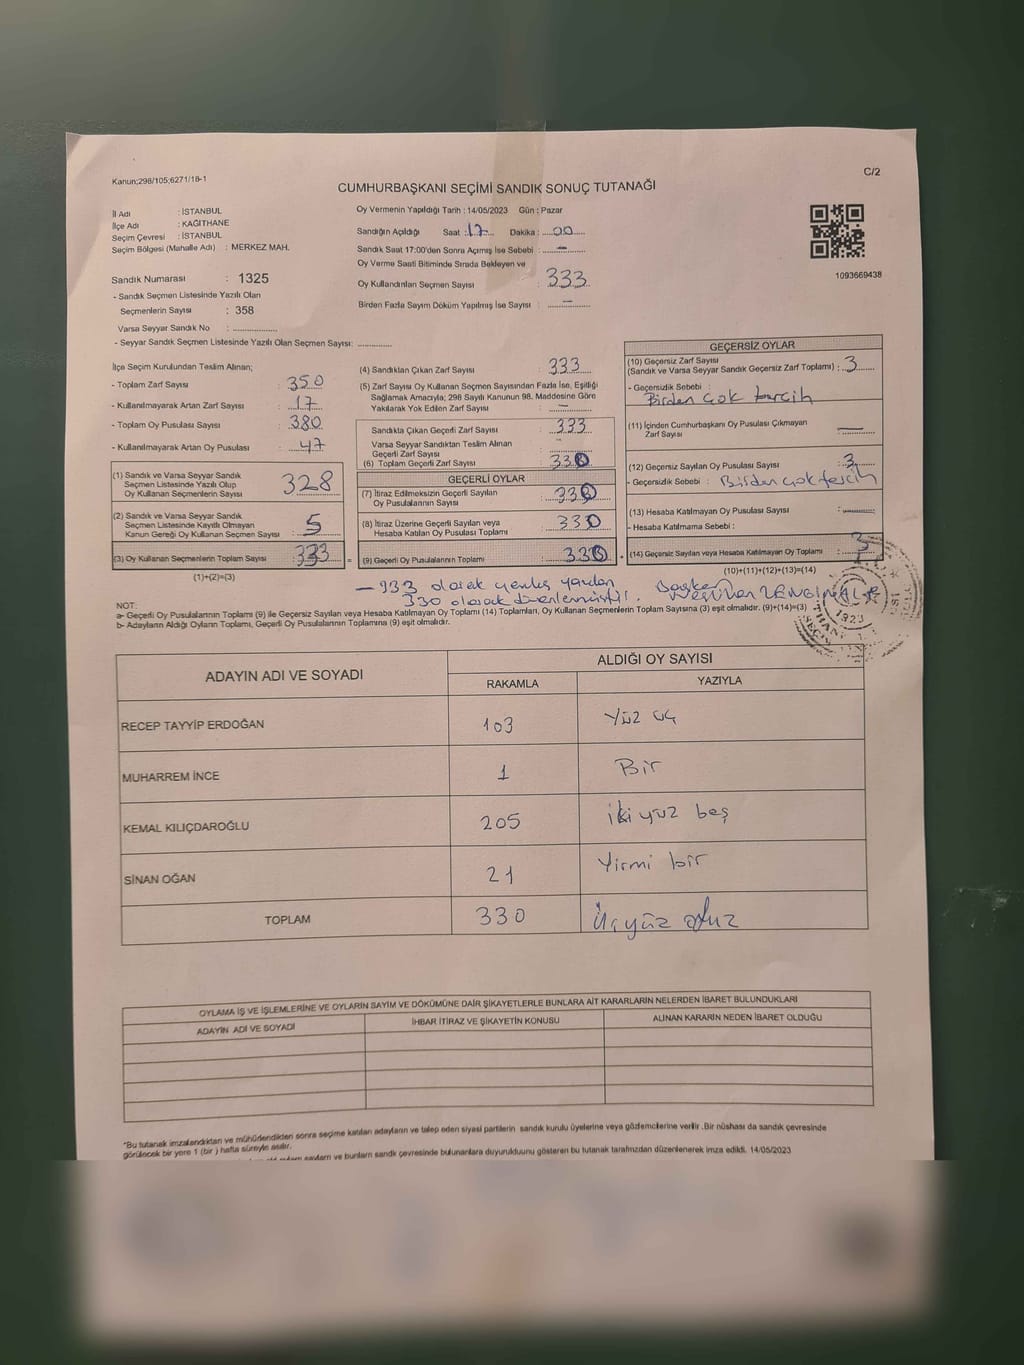 Kanun;298/105;6271/18-1
C/2
CUMHURBAŞKANI SEÇİMİ SANDIK SONUÇ TUTANAĞI
İl Adı : İSTANBUL
İlçe Adı : KAĞITHANE
Seçim Çevresi : İSTANBUL
Seçim Bölgesi (Mahalle Adı) : MERKEZ MAH.
Sandık Numarası : 1325
- Sandık Seçmen Listesinde Yazılı Olan
Seçmenlerin Sayısı : 358
Varsa Seyyar Sandık No :
- Seyyar Sandık Seçmen Listesinde Yazılı Olan Seçmen Sayısı:
Oy Vermenin Yapıldığı Tarih : 14/05/2023 Gün : Pazar
Sandığın Açıldığı Saat : 17 Dakika : 00
Sandık Saat 17:00'den Sonra Açımış İse Sebebi : -
Oy Verme Saati Bitiminde Sırada Bekleyen ve
Oy Kullandırılan Seçmen Sayısı : 333
Birden Fazla Sayım Döküm Yapılmış İse Sayısı : -
1093669438
İlçe Seçim Kurulundan Teslim Alınan;
- Toplam Zarf Sayısı : 350
- Kullanılmayarak Artan Zarf Sayısı : 17
- Toplam Oy Pusulası Sayısı : 380
- Kullanılmayarak Artan Oy Pusulası : 47
(1) Sandık ve Varsa Seyyar Sandık
Seçmen Listesinde Yazılı Olup
Oy Kullanan Seçmenlerin Sayısı 328
(2) Sandık ve Varsa Seyyar Sandık
Seçmen Listesinde Kayıtlı Olmayan
Kanun Gereği Oy Kullanan Seçmen Sayısı : 5
(3) Oy Kullanan Seçmenlerin Toplam Sayısı : 333
(1)+(2)=(3)
(4) Sandıktan Çıkan Zarf Sayısı : 333
(5) Zarf Sayısı Oy Kullanan Seçmen Sayısından Fazla İse, Eşitliği
Sağlamak Amacıyla; 298 Sayılı Kanunun 98. Maddesine Göre
Yakılarak Yok Edilen Zarf Sayısı : -
Sandıkta Çıkan Geçerli Zarf Sayısı : 333
Varsa Seyyar Sandıktan Teslim Alınan
Geçerli Zarf Sayısı :
(6) Toplam Geçerli Zarf Sayısı : 330
GEÇERLİ OYLAR
(7) İtiraz Edilmeksizin Geçerli Sayılan
Oy Pusulalarının Sayısı : 330
(8) İtiraz Üzerine Geçerli Sayılan veya
Hesaba Katılan Oy Pusulası Toplamı : 330
= (9) Geçerli Oy Pusulalarının Toplamı : 330 +
GEÇERSİZ OYLAR
(10) Geçersiz Zarf Sayısı
(Sandık ve Varsa Seyyar Sandık Geçersiz Zarf Toplamı) : 3
- Geçersizlik Sebebi :
Birden çok tercih
(11) İçinden Cumhurbaşkanı Oy Pusulası Çıkmayan
Zarf Sayısı : -
(12) Geçersiz Sayılan Oy Pusulası Sayısı : 3
- Geçersizlik Sebebi : Birden çok tercih
(13) Hesaba Katılmayan Oy Pusulası Sayısı :
- Hesaba Katılmama Sebebi :
(14) Geçersiz Sayılan veya Hesaba Katılmayan Oy Toplamı : 3
(10)+(11)+(12)+(13)=(14)
- 933 olarak yanlış yazılan
330 olarak düzenlenmiştir. Başkan
1923
NOT:
a- Geçerli Oy Pusulalarının Toplamı (9) ile Geçersiz Sayılan veya Hesaba Katılmayan Oy Toplamı (14) Toplamları, Oy Kullanan Seçmenlerin Toplam Sayısına (3) eşit olmalıdır. (9)+(14)=(3)
b- Adayların Aldığı Oyların Toplamı, Geçerli Oy Pusulalarının Toplamına (9) eşit olmalıdır.
ADAYIN ADI VE SOYADI
ALDIĞI OY SAYISI
RAKAMLA YAZIYLA
RECEP TAYYİP ERDOĞAN 103 Yüz üç
MUHARREM İNCE 1 Bir
KEMAL KILIÇDAROĞLU 205 iki yüz beş
SİNAN OĞAN 21 Yirmi bir
TOPLAM 330 Üçyüz otuz
OYLAMA İŞ VE İŞLEMLERİNE VE OYLARIN SAYIM VE DÖKÜMÜNE DAİR ŞİKAYETLERLE BUNLARA AİT KARARLARIN NELERDEN İBARET BULUNDUKLARI
ADAYIN ADI VE SOYADI İHBAR İTİRAZ VE ŞİKAYETİN KONUSU ALINAN KARARIN NEDEN İBARET OLDUĞU
*Bu tutanak imzalandıktan ve mühürlendikten sonra seçime katılan adayların ve talep eden siyasi partilerin sandık kurulu üyelerine veya gözlemcilerine verilir .Bir nüshası da sandık çevresinde
görülecek bir yere 1 (bir ) hafta süreyle asılır.
ve bunların sandık çevresinde bulunanlara duyurulduunu gösteren bu tutanak tarafımızdan düzenlenerek imza edildi. 14/05/2023